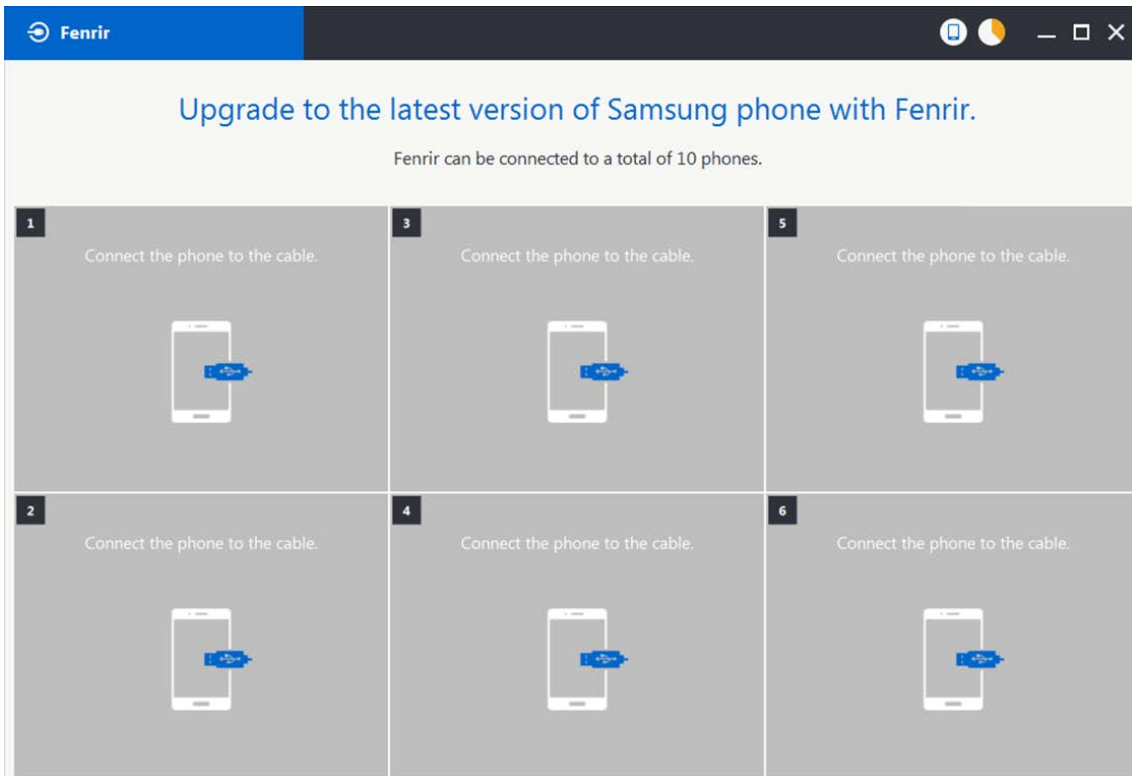 Fenrir
Upgrade to the latest version of Samsung phone with Fenrir.
Fenrir can be connected to a total of 10 phones.
1
Connect the phone to the cable.
3
Connect the phone to the cable.
5
Connect the phone to the cable.
2
Connect the phone to the cable.
4
Connect the phone to the cable.
6
Connect the phone to the cable.